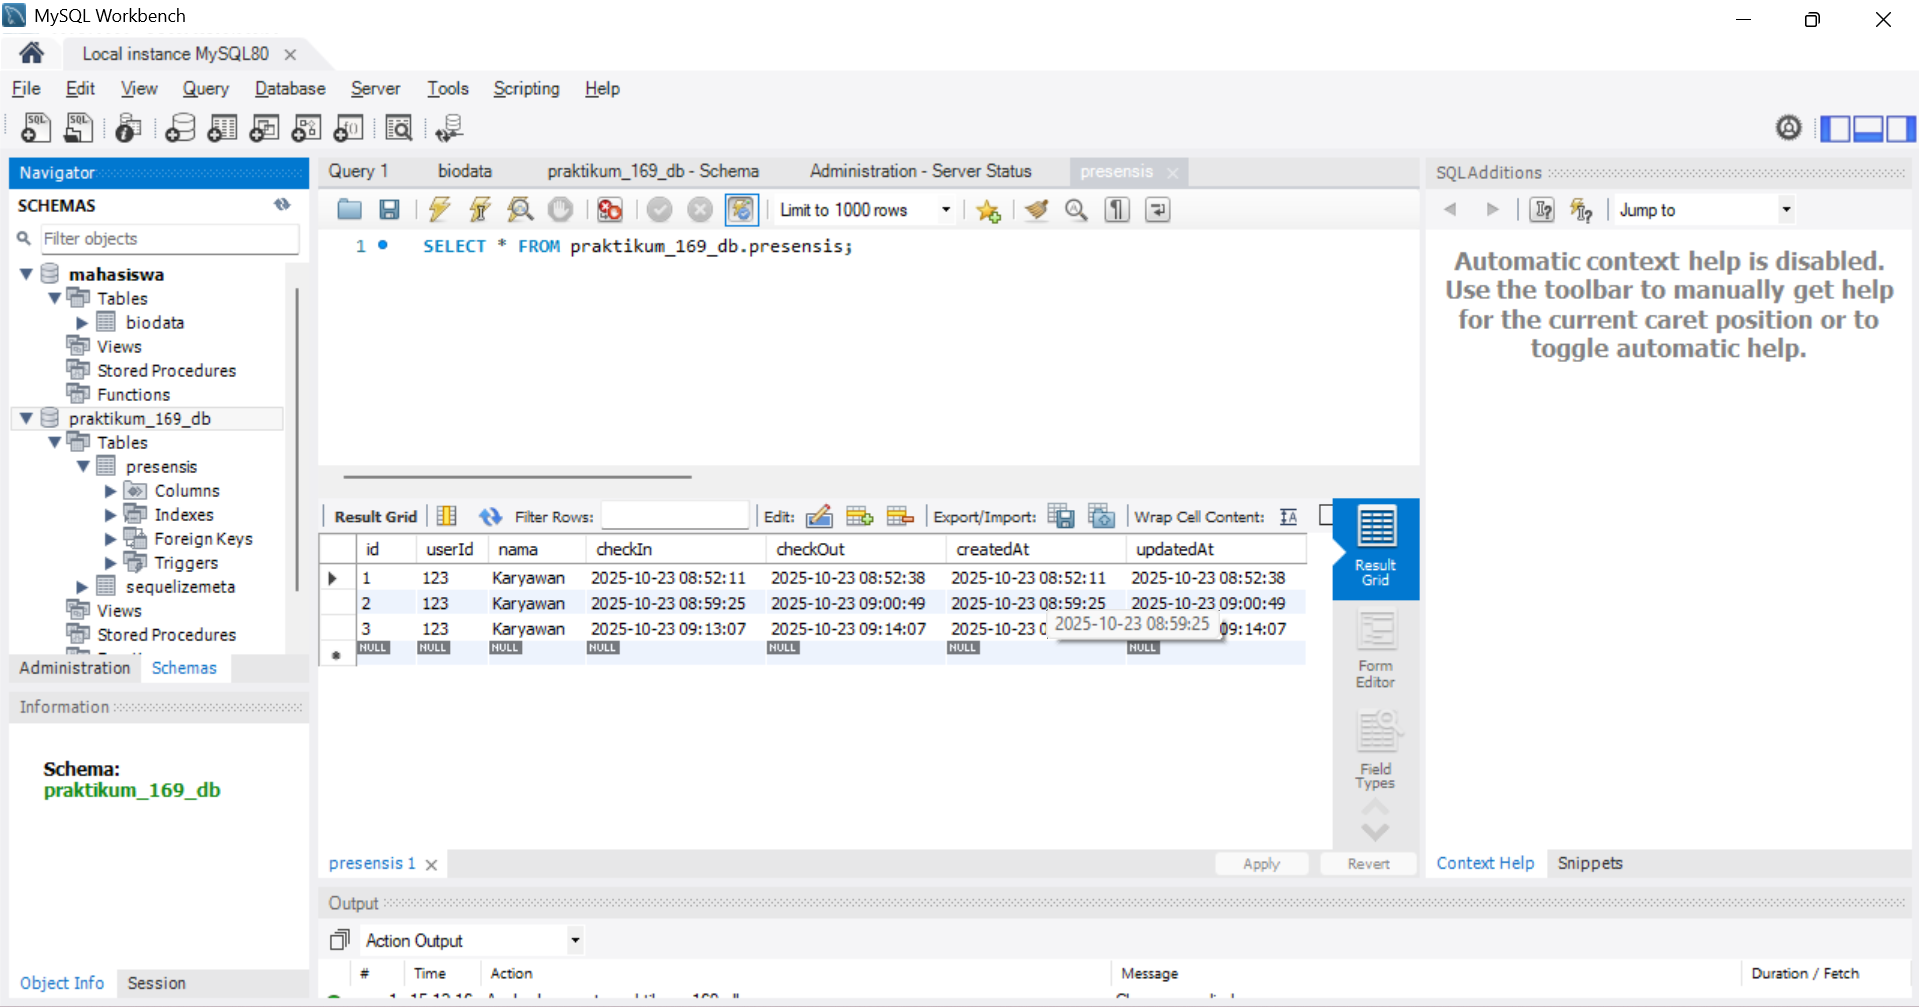 MySQL Workbench
Local instance MySQL80
File Edit View Query Database Server Tools Scripting Help
Navigator
SCHEMAS
Filter objects
mahasiswa
Tables
biodata
Views
Stored Procedures
Functions
praktikum_169_db
Tables
presensis
Columns
Indexes
Foreign Keys
Triggers
sequelizemeta
Views
Stored Procedures
Administration Schemas
Information
Schema:
praktikum_169_db
Object Info Session
Query 1 biodata praktikum_169_db - Schema Administration - Server Status presensis
Limit to 1000 rows
1 SELECT * FROM praktikum_169_db.presensis;
Result Grid Filter Rows: Edit: Export/Import: Wrap Cell Content:
id userId nama checkIn checkOut createdAt updatedAt
1 123 Karyawan 2025-10-23 08:52:11 2025-10-23 08:52:38 2025-10-23 08:52:11 2025-10-23 08:52:38
2 123 Karyawan 2025-10-23 08:59:25 2025-10-23 09:00:49 2025-10-23 08:59:25 2025-10-23 09:00:49
3 123 Karyawan 2025-10-23 09:13:07 2025-10-23 09:14:07 2025-10-23 0 09:14:07
2025-10-23 08:59:25
NULL NULL NULL NULL NULL NULL NULL
Result
Grid
Form
Editor
Field
Types
presensis 1
Apply Revert
Output
Action Output
# Time Action Message Duration / Fetch
SQLAdditions
Jump to
Automatic context help is disabled.
Use the toolbar to manually get help
for the current caret position or to
toggle automatic help.
Context Help Snippets